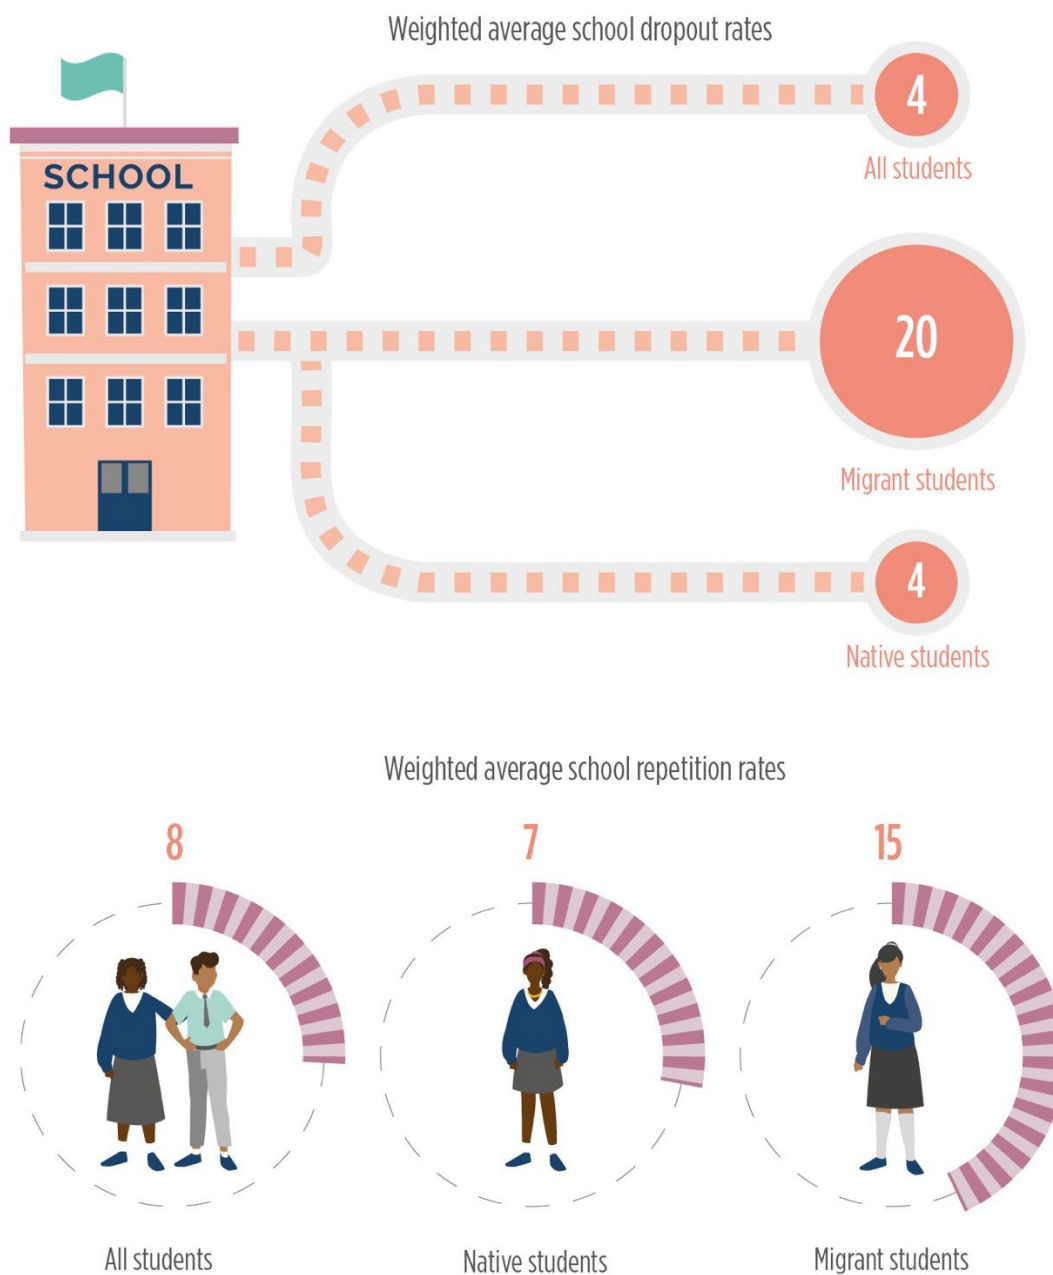 Weighted average school dropout rates
SCHOOL
4
All students
20
Migrant students
4
Native students
Weighted average school repetition rates
8
7
15
All students
Native students
Migrant students